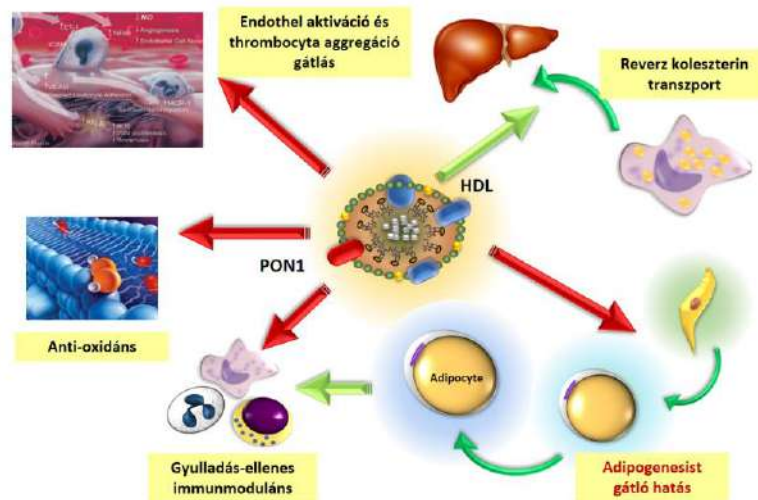 Endothel aktiváció és
thrombocyta aggregáció
gátlás
Reverz koleszterin
transzport
HDL
PON1
Anti-oxidáns
Adipocyte
Gyulladás-ellenes
immunmoduláns
Adipogenesist
gátló hatás